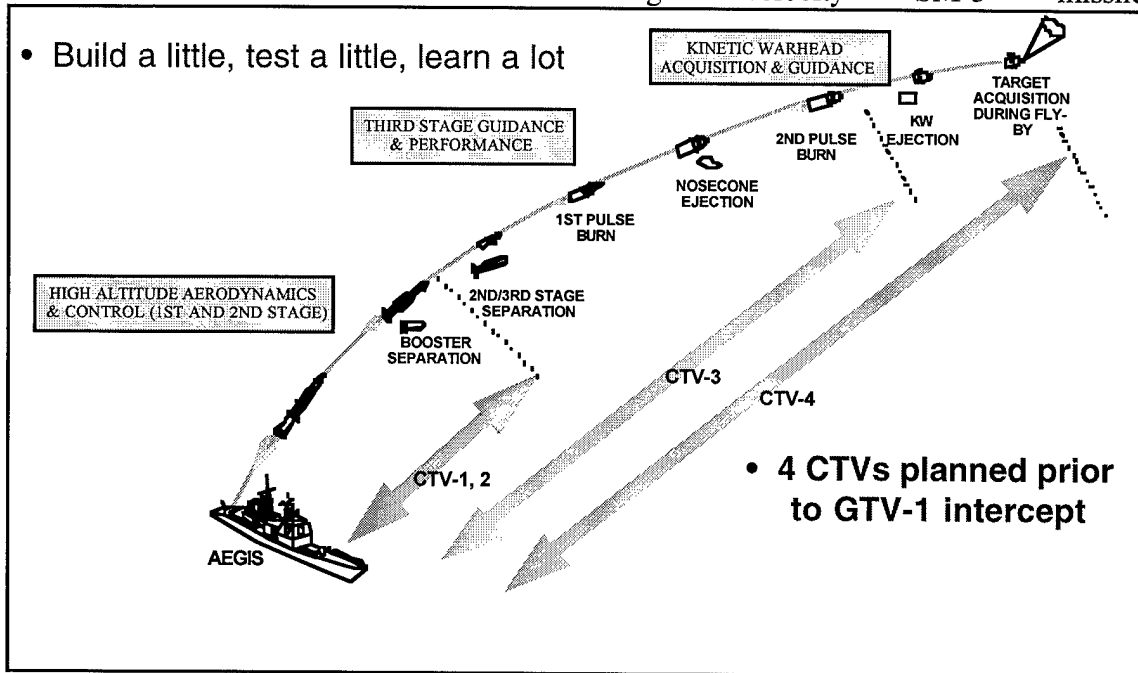 SM-3
• Build a little, test a little, learn a lot
KINETIC WARHEAD
ACQUISITION & GUIDANCE
TARGET
ACQUISITION
DURING FLY-
BY
KW
EJECTION
2ND PULSE
BURN
THIRD STAGE GUIDANCE
& PERFORMANCE
NOSECONE
EJECTION
1ST PULSE
BURN
HIGH ALTITUDE AERODYNAMICS
& CONTROL (1ST AND 2ND STAGE)
2ND/3RD STAGE
SEPARATION
BOOSTER
SEPARATION
CTV-3
CTV-4
CTV-1, 2
• 4 CTVs planned prior
to GTV-1 intercept
AEGIS